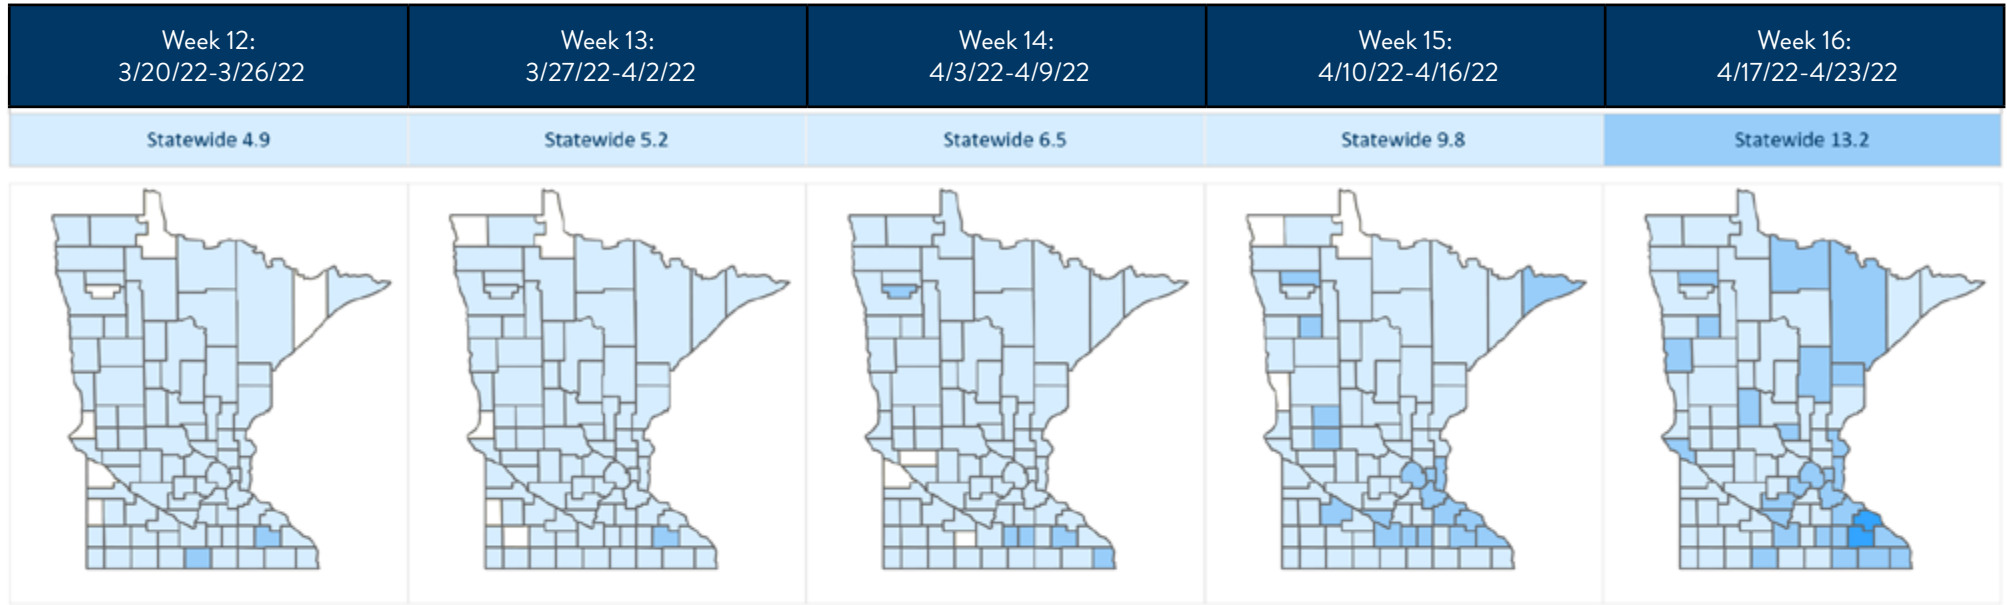 Week 12:
3/20/22-3/26/22
Week 13:
3/27/22-4/2/22
Week 14:
4/3/22-4/9/22
Week 15:
4/10/22-4/16/22
Week 16:
4/17/22-4/23/22
Statewide 4.9
Statewide 5.2
Statewide 6.5
Statewide 9.8
Statewide 13.2